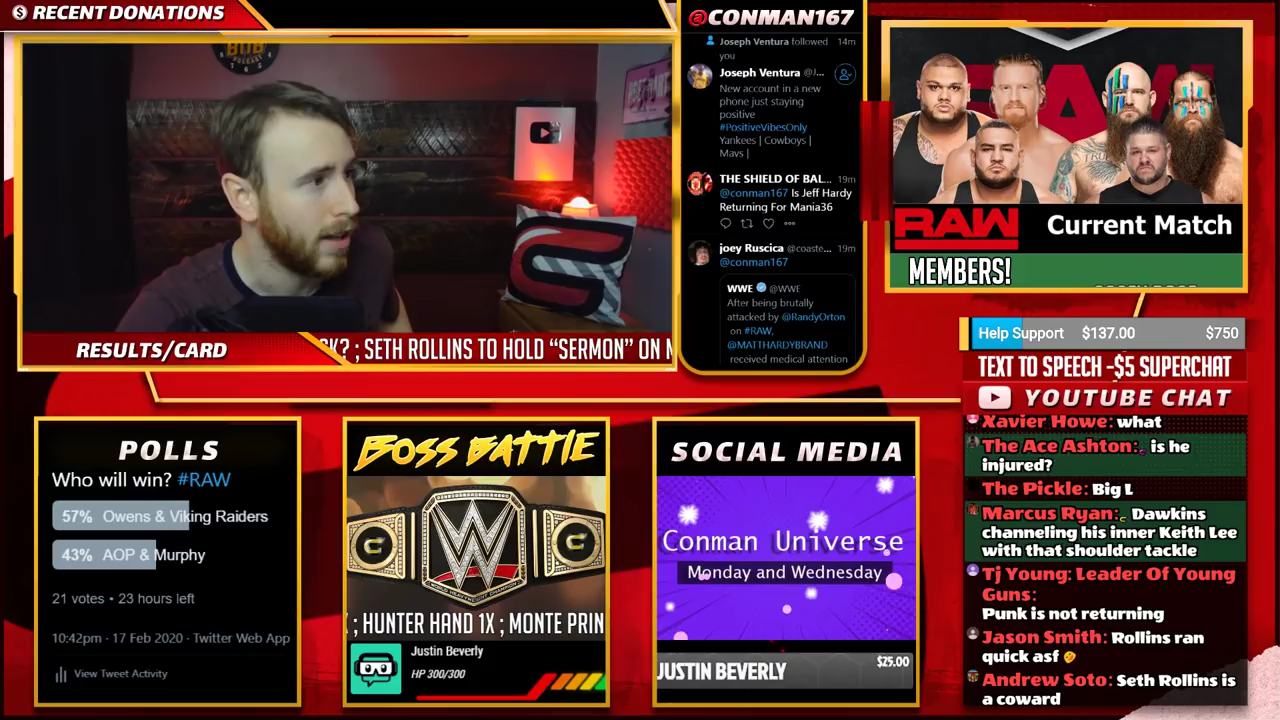 RECENT DONATIONS
RESULTS/CARD
CK? ; SETH ROLLINS TO HOLD “SERMON” ON
@CONMAN167
Joseph Ventura followed 14m
you
Joseph Ventura @J...
New account in a new
phone just staying
positive
#PositiveVibesOnly
Yankees | Cowboys |
Mavs |
THE SHIELD OF BAL... 19m
@conman167 Is Jeff Hardy
Returning For Mania36
joey Ruscica @coaste... 19m
@conman167
WWE @WWE
After being brutally
attacked by @RandyOrton
on #RAW,
@MATTHARDYBRAND
received medical attention
RAW Current Match
MEMBERS!
Help Support $137.00 $750
TEXT TO SPEECH -$5 SUPERCHAT
YOUTUBE CHAT
Xavier Howe: what
The Ace Ashton: is he
injured?
The Pickle: Big L
Marcus Ryan: Dawkins
channeling his inner Keith Lee
with that shoulder tackle
Tj Young: Leader Of Young
Guns:
Punk is not returning
Jason Smith: Rollins ran
quick asf
Andrew Soto: Seth Rollins is
a coward
POLLS
Who will win? #RAW
57% Owens & Viking Raiders
43% AOP & Murphy
21 votes • 23 hours left
10:42pm · 17 Feb 2020 · Twitter Web App
View Tweet Activity
BOSS BATTLE
; HUNTER HAND 1X ; MONTE PRIN
Justin Beverly
HP 300/300
SOCIAL MEDIA
Conman Universe
Monday and Wednesday
JUSTIN BEVERLY $25.00